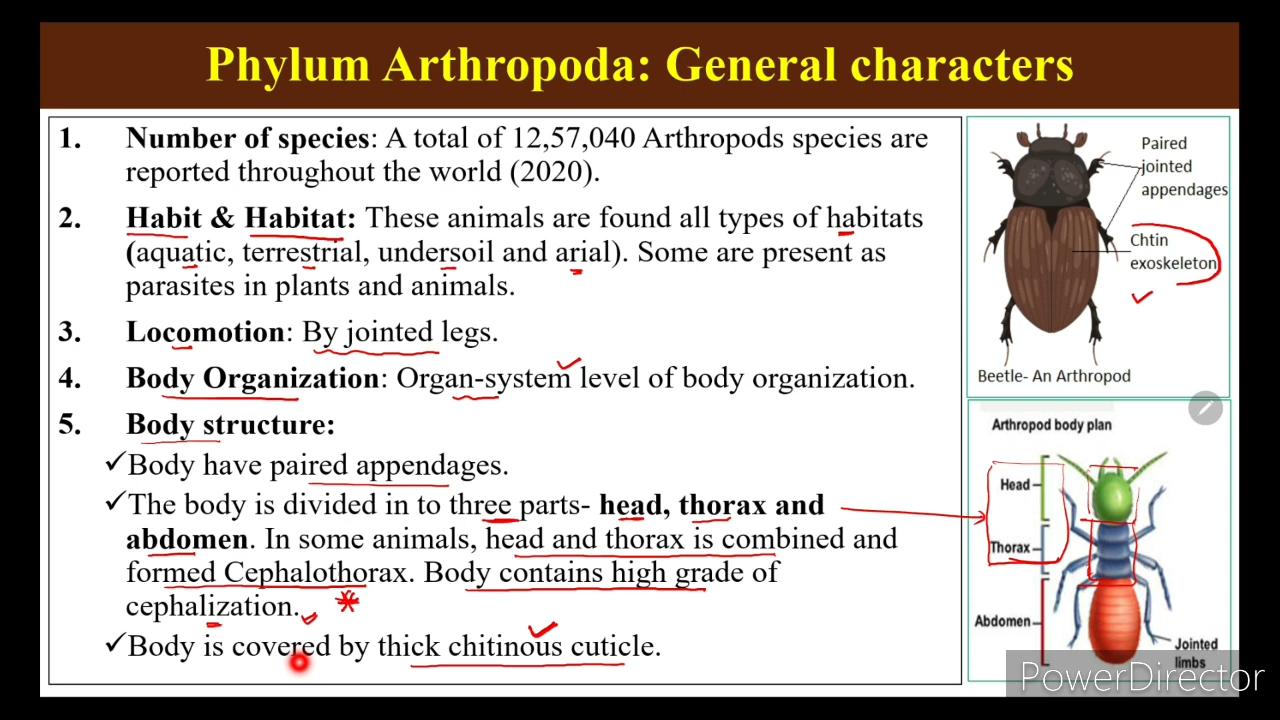 Phylum Arthropoda: General characters
1. Number of species: A total of 12,57,040 Arthropods species are
reported throughout the world (2020).
2. Habit & Habitat: These animals are found all types of habitats
(aquatic, terrestrial, undersoil and arial). Some are present as
parasites in plants and animals.
3. Locomotion: By jointed legs.
4. Body Organization: Organ-system level of body organization.
5. Body structure:
✓Body have paired appendages.
✓The body is divided in to three parts- head, thorax and
abdomen. In some animals, head and thorax is combined and
formed Cephalothorax. Body contains high grade of
cephalization.
✓Body is covered by thick chitinous cuticle.
Paired
jointed
appendages
Chtin
exoskeleton
Beetle- An Arthropod
Arthropod body plan
Head
Thorax
Abdomen
Jointed
limbs
PowerDirector